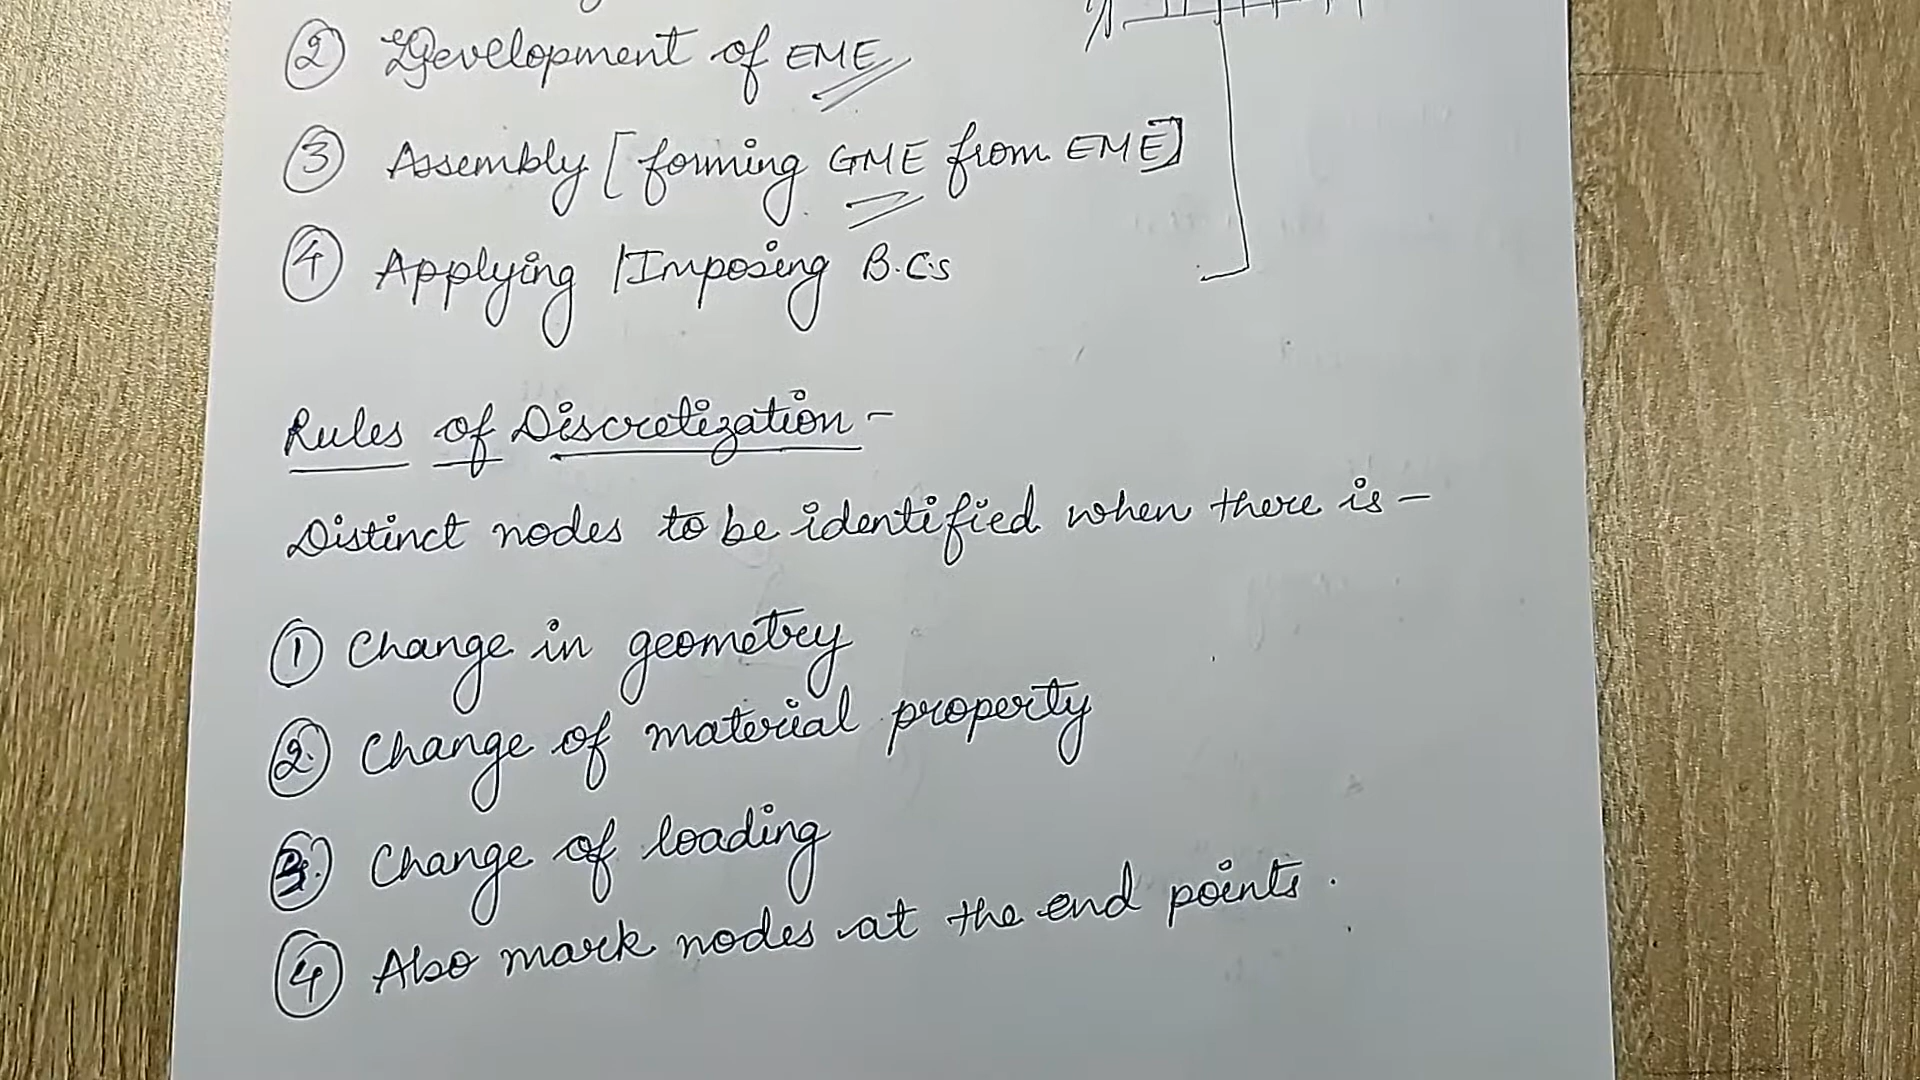 ② Development of EME
③ Assembly [forming GME from EME]
④ Applying /Imposing B.C.s
Rules of Discretization -
Distinct nodes to be identified when there is -
① Change in geometry
② Change of material property
③ Change of loading
④ Also mark nodes at the end points.